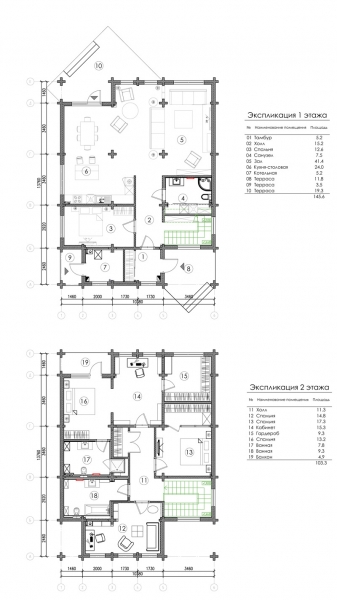 10
5
6
4
3
2
9
7
1
8
1460 2000 1730 1730 3460
10380
Экспликация 1 этажа
№ Наименование помещения Площадь
01 Тамбур 5.2
02 Холл 15.2
03 Спальня 12.6
04 Санузел 7.5
05 Зал 41.4
06 Кухня-столовая 24.0
07 Котельная 5.2
08 Терраса 11.8
09 Терраса 3.5
10 Терраса 19.3
145.6
19
16
14
15
17
13
11
18
12
1460 2000 1730 1730 3460
10380
Экспликация 2 этажа
№ Наименование помещения Площадь
11 Холл 11.3
12 Спальня 14.8
13 Спальня 17.3
14 Кабинет 15.3
15 Гардероб 9.3
16 Спальня 13.2
17 Ванная 7.8
18 Ванная 9.3
19 Балкон 4.9
103.3